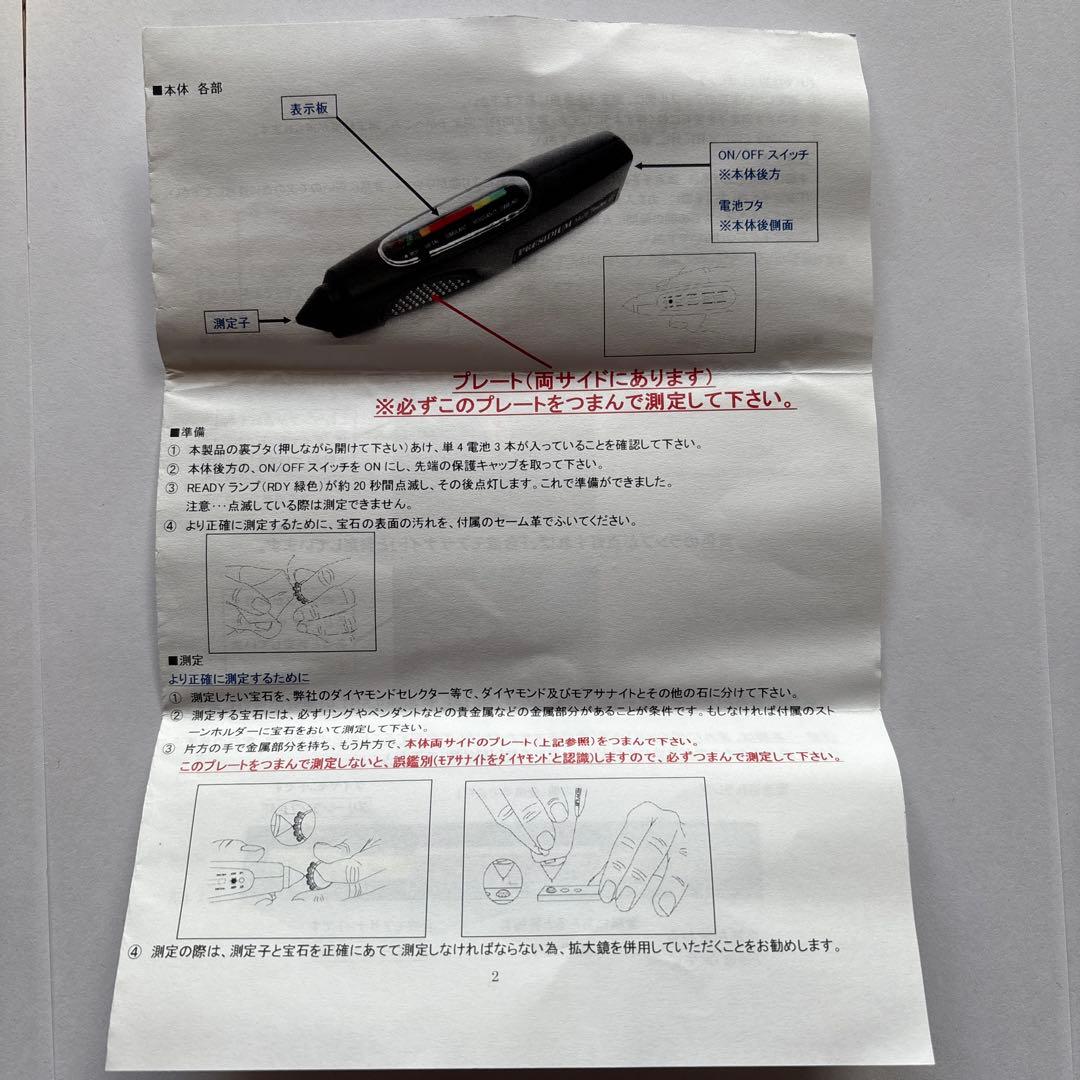 ■本体 各部
表示板
ON/OFF スイッチ
※本体後方
電池フタ
※本体後側面
PRESIDIUM
測定子
プレート(両サイドにあります)
※必ずこのプレートをつまんで測定して下さい。
■準備
① 本製品の裏ブタ(押しながら開けて下さい)あけ、単4電池3本が入っていることを確認して下さい。
② 本体後方の、ON/OFFスイッチをONにし、先端の保護キャップを取って下さい。
③ READYランプ(RDY緑色)が約20秒間点滅し、その後点灯します。これで準備ができました。
注意…点滅している際は測定できません。
④ より正確に測定するために、宝石の表面の汚れを、付属のセーム革でふいてください。
■測定
より正確に測定するために
① 測定したい宝石を、弊社のダイヤモンドセレクター等で、ダイヤモンド及びモアサナイトとその他の石に分けて下さい。
② 測定する宝石には、必ずリングやペンダントなどの貴金属などの金属部分があることが条件です。もしなければ付属のスト
ーンホルダーに宝石をおいて測定して下さい。
③ 片方の手で金属部分を持ち、もう片方で、本体両サイドのプレート(上記参照)をつまんで下さい。
このプレートをつまんで測定しないと、誤鑑別(モアサナイトをダイヤモンドと認識)しますので、必ずつまんで測定して下さい。
④ 測定の際は、測定子と宝石を正確にあてて測定しなければならない為、拡大鏡を併用していただくことをお勧めします。
2